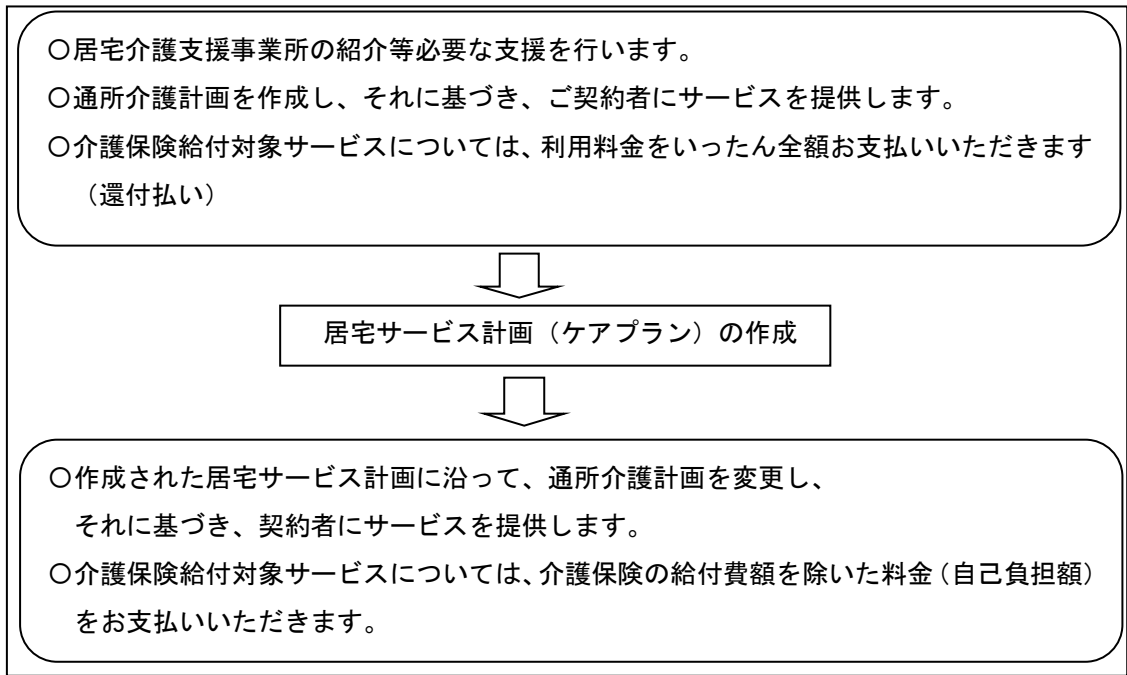 ○居宅介護支援事業所の紹介等必要な支援を行います。
○通所介護計画を作成し、それに基づき、ご契約者にサービスを提供します。
○介護保険給付対象サービスについては、利用料金をいったん全額お支払いいただきます
（還付払い）
居宅サービス計画（ケアプラン）の作成
○作成された居宅サービス計画に沿って、通所介護計画を変更し、
それに基づき、契約者にサービスを提供します。
○介護保険給付対象サービスについては、介護保険の給付費額を除いた料金（自己負担額）
をお支払いいただきます。